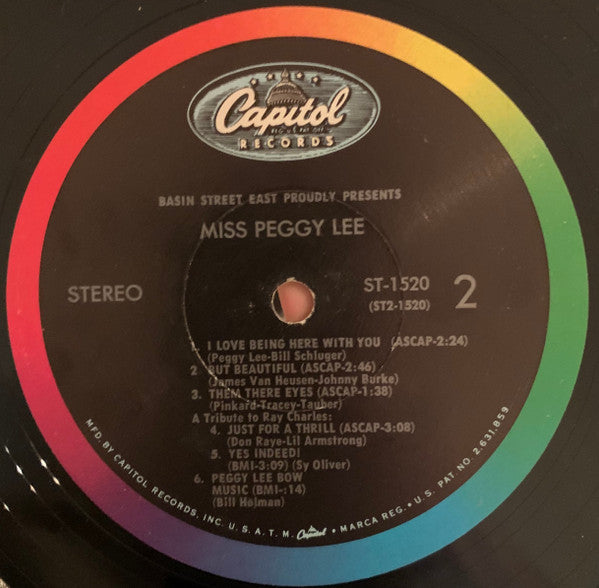 Capitol
REG. U.S. PAT. OFF.
RECORDS
BASIN STREET EAST PROUDLY PRESENTS
MISS PEGGY LEE
STEREO
ST-1520
(ST2-1520)
2
1. I LOVE BEING HERE WITH YOU (ASCAP-2:24)
(Peggy Lee-Bill Schluger)
2. BUT BEAUTIFUL (ASCAP-2:46)
(James Van Heusen-Johnny Burke)
3. THEM THERE EYES (ASCAP-1:38)
(Pinkard-Tracey-Tauber)
A Tribute to Ray Charles:
4. JUST FOR A THRILL (ASCAP-3:08)
(Don Raye-Lil Armstrong)
5. YES INDEED!
(BMI-3:09) (Sy Oliver)
6. PEGGY LEE BOW
MUSIC (BMI-:14)
(Bill Holman)
MFD. BY CAPITOL RECORDS, INC. U.S.A. T.M. Capitol • MARCA REG. • U.S. PAT. NO. 2,631,859